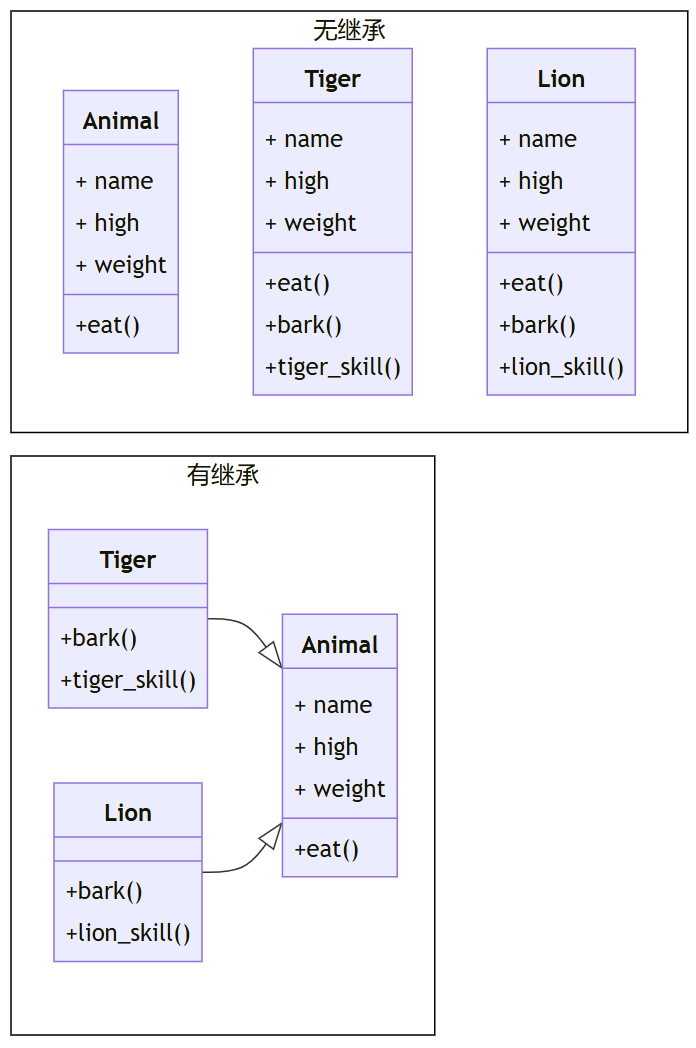 无继承
Animal
+ name
+ high
+ weight
+eat()
Tiger
+ name
+ high
+ weight
+eat()
+bark()
+tiger_skill()
Lion
+ name
+ high
+ weight
+eat()
+bark()
+lion_skill()
有继承
Tiger
+bark()
+tiger_skill()
Lion
+bark()
+lion_skill()
Animal
+ name
+ high
+ weight
+eat()